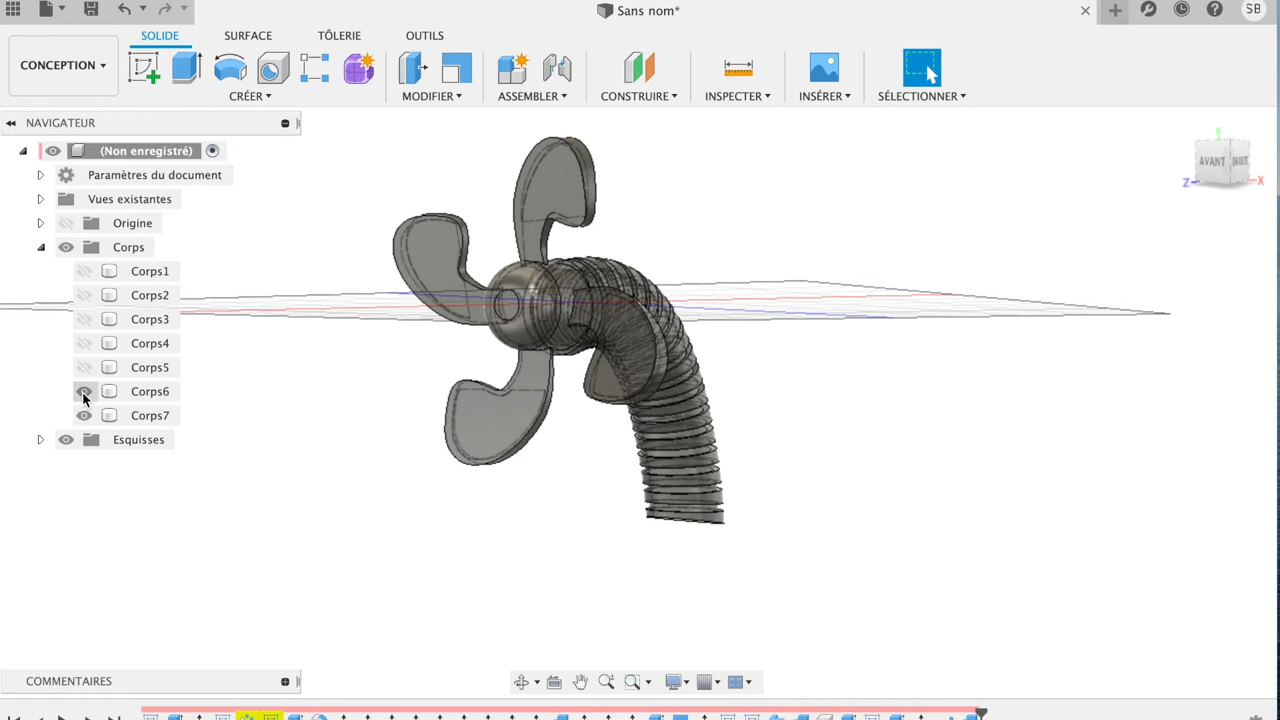 Sans nom*
SB
SOLIDE SURFACE TÔLERIE OUTILS
CONCEPTION
CRÉER MODIFIER ASSEMBLER CONSTRUIRE INSPECTER INSÉRER SÉLECTIONNER
NAVIGATEUR
(Non enregistré)
Paramètres du document
Vues existantes
Origine
Corps
Corps1
Corps2
Corps3
Corps4
Corps5
Corps6
Corps7
Esquisses
Y
AVANT DROITE
Z X
COMMENTAIRES